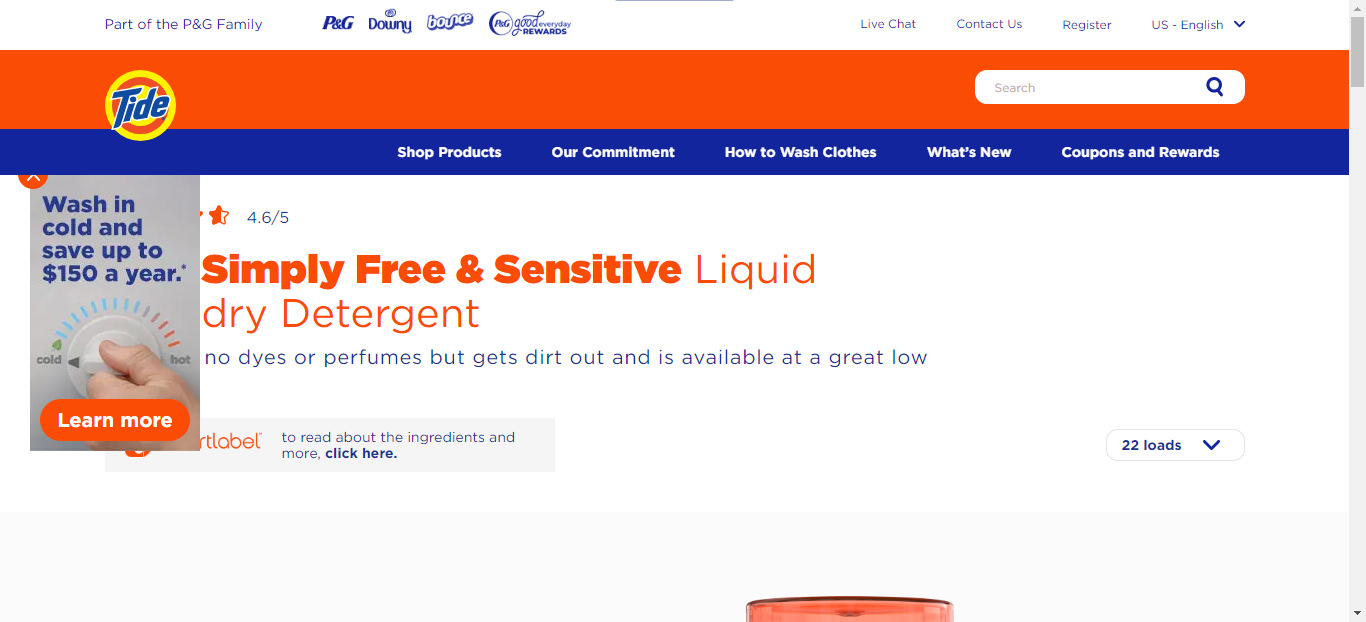 Part of the P&G Family
P&G
Downy
bounce
P&G good everyday
REWARDS
Live Chat
Contact Us
Register
US - English
Tide
Search
Shop Products
Our Commitment
How to Wash Clothes
What's New
Coupons and Rewards
Wash in
cold and
save up to
$150 a year.*
cold
hot
Learn more
4.6/5
Simply Free & Sensitive Liquid
dry Detergent
no dyes or perfumes but gets dirt out and is available at a great low
rtlabel™
to read about the ingredients and
more, click here.
22 loads